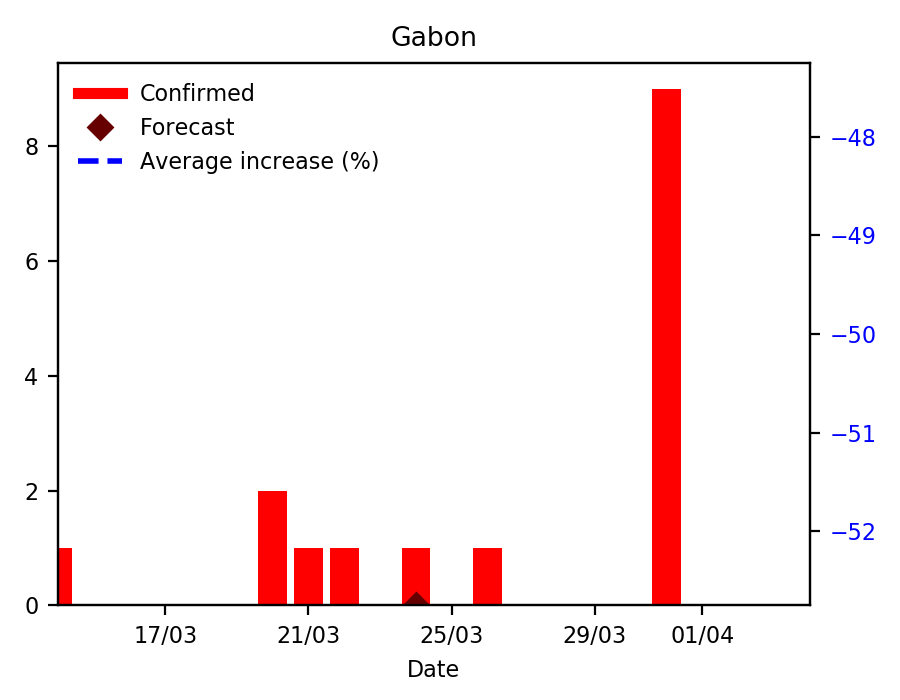 Gabon
Confirmed
Forecast
Average increase (%)
8
6
4
2
0
−48
−49
−50
−51
−52
17/03 21/03 25/03 29/03 01/04
Date